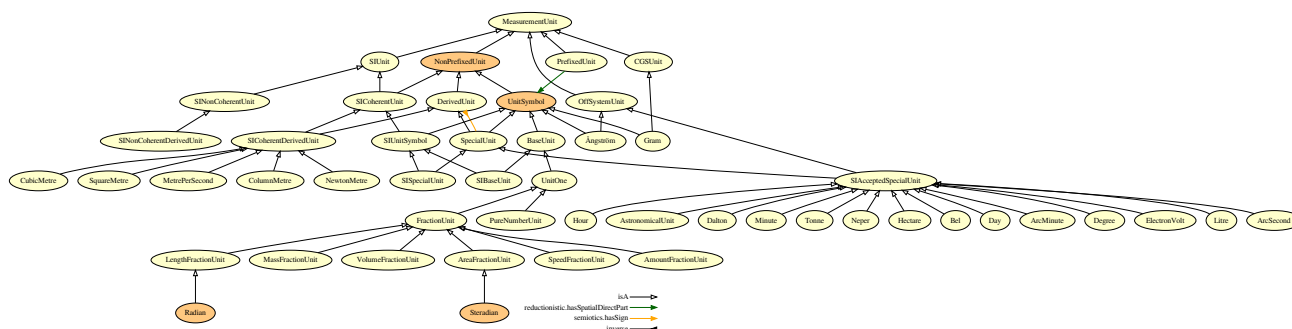 MeasurementUnit
SIUnit NonPrefixedUnit PrefixedUnit CGSUnit
SINonCoherentUnit SICoherentUnit DerivedUnit UnitSymbol OffSystemUnit
SINonCoherentDerivedUnit SICoherentDerivedUnit SIUnitSymbol SpecialUnit BaseUnit Ångström Gram
CubicMetre SquareMetre MetrePerSecond ColumnMetre NewtonMetre SISpecialUnit SIBaseUnit UnitOne SIAcceptedSpecialUnit
FractionUnit PureNumberUnit Hour AstronomicalUnit Dalton Minute Tonne Neper Hectare Bel Day ArcMinute Degree ElectronVolt Litre ArcSecond
LengthFractionUnit MassFractionUnit VolumeFractionUnit AreaFractionUnit SpeedFractionUnit AmountFractionUnit
isA
Radian Steradian reductionistic.hasSpatialDirectPart
semiotics.hasSign
inverse